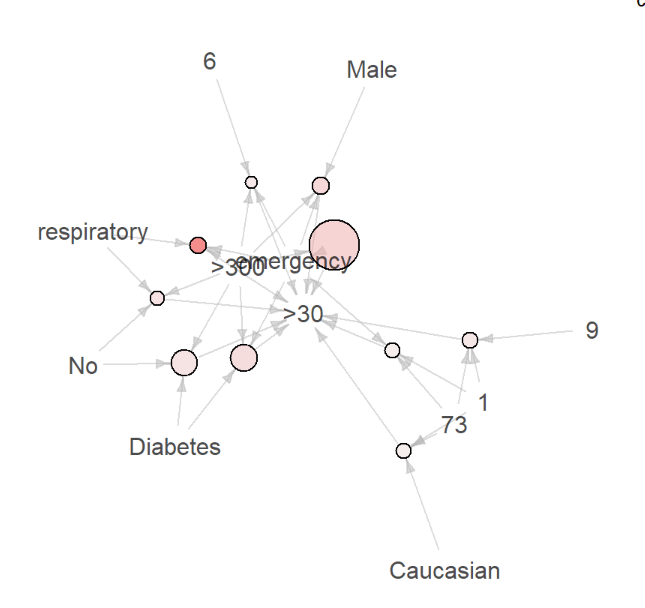 6
Male
respiratory
>300
emergency
>30
9
No
1
73
Diabetes
Caucasian